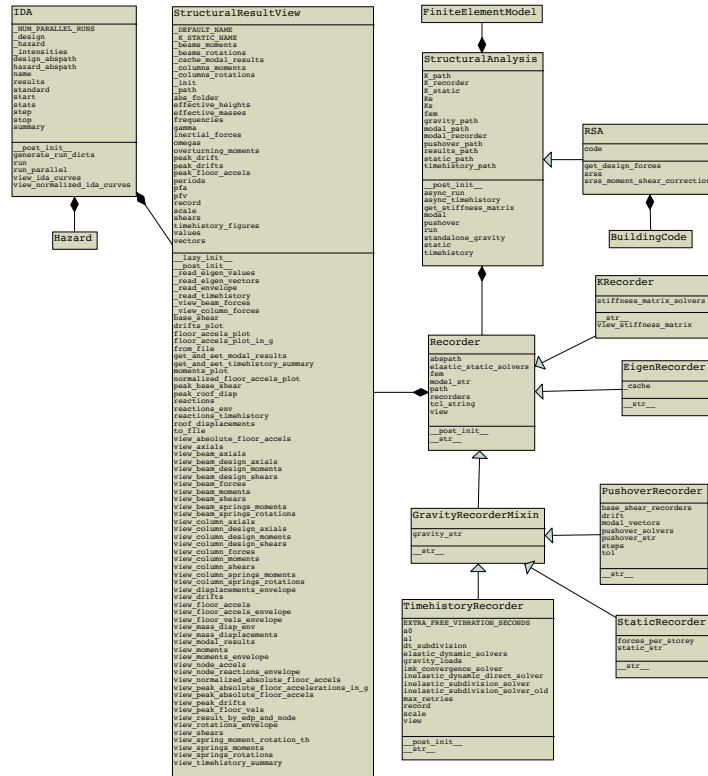 IDA
_NUM_PARALLEL_RUNS
_design
_hazard
_intensities
design_abspath
hazard_abspath
name
results
standard
start
stats
step
stop
summary
__post_init__
generate_run_dicts
run
run_parallel
view_ida_curves
view_normalized_ida_curves
Hazard
StructuralResultView
_DEFAULT_NAME
_K_STATIC_NAME
_beams_moments
_beams_rotations
_cache_modal_results
_columns_moments
_columns_rotations
_init
_path
abs_folder
effective_heights
effective_masses
frequencies
gamma
inertial_forces
omegas
overturning_moments
peak_drift
peak_drifts
peak_floor_accels
periods
pfa
pfv
record
scale
shears
timehistory_figures
values
vectors
__lazy_init__
__post_init__
_read_eigen_values
_read_eigen_vectors
_read_envelope
_read_timehistory
_view_beam_forces
_view_column_forces
base_shear
drifts_plot
floor_accels_plot
floor_accels_plot_in_g
from_file
get_and_set_modal_results
get_and_set_timehistory_summary
moments_plot
normalized_floor_accels_plot
peak_base_shear
peak_roof_disp
reactions
reactions_env
reactions_timehistory
roof_displacements
to_file
view_absolute_floor_accels
view_axials
view_beam_axials
view_beam_design_axials
view_beam_design_moments
view_beam_design_shears
view_beam_forces
view_beam_moments
view_beam_shears
view_beam_springs_moments
view_beam_springs_rotations
view_column_axials
view_column_design_axials
view_column_design_moments
view_column_design_shears
view_column_forces
view_column_moments
view_column_shears
view_column_springs_moments
view_column_springs_rotations
view_displacements_envelope
view_drifts
view_floor_accels
view_floor_accels_envelope
view_floor_vels_envelope
view_mass_disp_env
view_mass_displacements
view_modal_results
view_moments
view_moments_envelope
view_node_accels
view_node_reactions_envelope
view_normalized_absolute_floor_accels
view_peak_absolute_floor_accelerations_in_g
view_peak_absolute_floor_accels
view_peak_drifts
view_peak_floor_vels
view_result_by_edp_and_node
view_rotations_envelope
view_shears
view_spring_moment_rotation_th
view_springs_moments
view_springs_rotations
view_timehistory_summary
FiniteElementModel
StructuralAnalysis
K_path
K_recorder
K_static
Ke
Ks
fem
gravity_path
modal_path
modal_recorder
pushover_path
results_path
static_path
timehistory_path
__post_init__
async_run
async_timehistory
get_stiffness_matrix
modal
pushover
run
standalone_gravity
static
timehistory
RSA
code
get_design_forces
srss
srss_moment_shear_correction
BuildingCode
KRecorder
stiffness_matrix_solvers
__str__
view_stiffness_matrix
Recorder
abspath
elastic_static_solvers
fem
model_str
path
recorders
tcl_string
view
__post_init__
__str__
EigenRecorder
_cache
__str__
GravityRecorderMixin
gravity_str
__str__
PushoverRecorder
base_shear_recorders
drift
modal_vectors
pushover_solvers
pushover_str
steps
tol
__str__
TimehistoryRecorder
EXTRA_FREE_VIBRATION_SECONDS
a0
a1
dt_subdivision
elastic_dynamic_solvers
gravity_loads
imk_convergence_solver
inelastic_dynamic_direct_solver
inelastic_subdivision_solver
inelastic_subdivision_solver_old
max_retries
record
scale
view
__post_init__
__str__
StaticRecorder
forces_per_storey
static_str
__str__